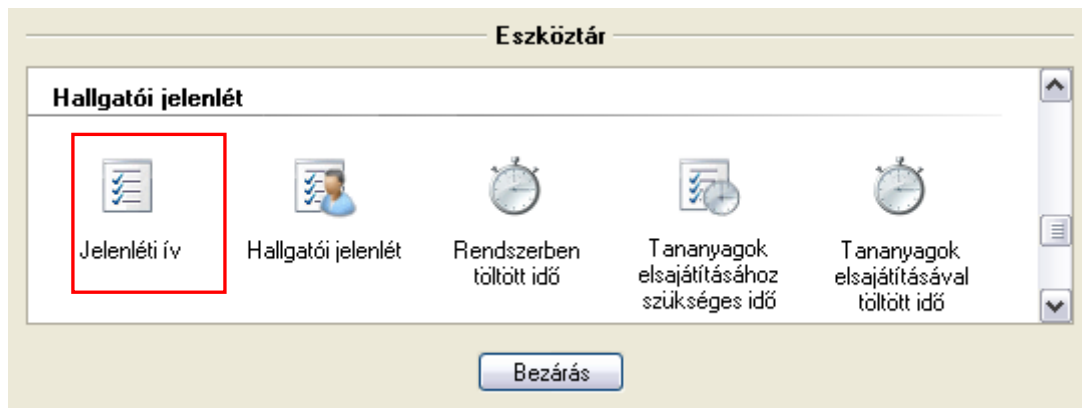 Eszköztár
Hallgatói jelenlét
Jelenléti ív
Hallgatói jelenlét
Rendszerben
töltött idő
Tananyagok
elsajátításához
szükséges idő
Tananyagok
elsajátításával
töltött idő
Bezárás